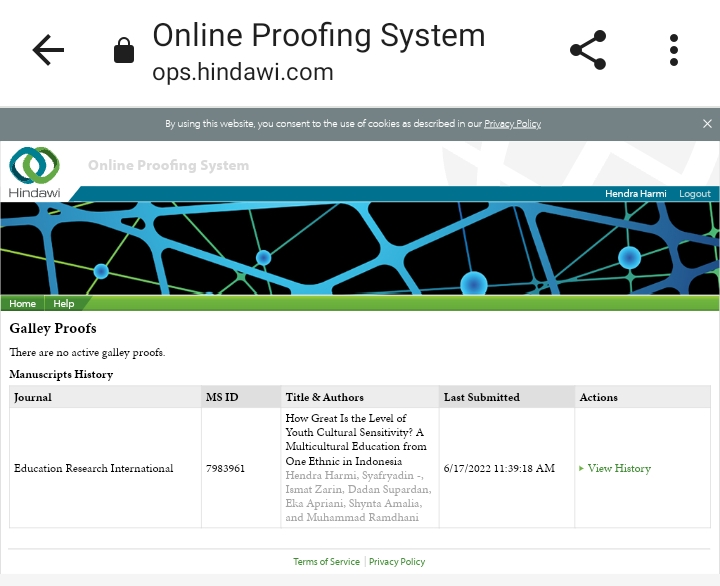 Online Proofing System
ops.hindawi.com
By using this website, you consent to the use of cookies as described in our Privacy Policy
Hindawi
Online Proofing System
Hendra Harmi Logout
Home Help
Galley Proofs
There are no active galley proofs.
Manuscripts History
Journal MS ID Title & Authors Last Submitted Actions
Education Research International 7983961
How Great Is the Level of
Youth Cultural Sensitivity? A
Multicultural Education from
One Ethnic in Indonesia
Hendra Harmi, Syafryadin -,
Ismat Zarin, Dadan Supardan,
Eka Apriani, Shynta Amalia,
and Muhammad Ramdhani
6/17/2022 11:39:18 AM View History
Terms of Service Privacy Policy